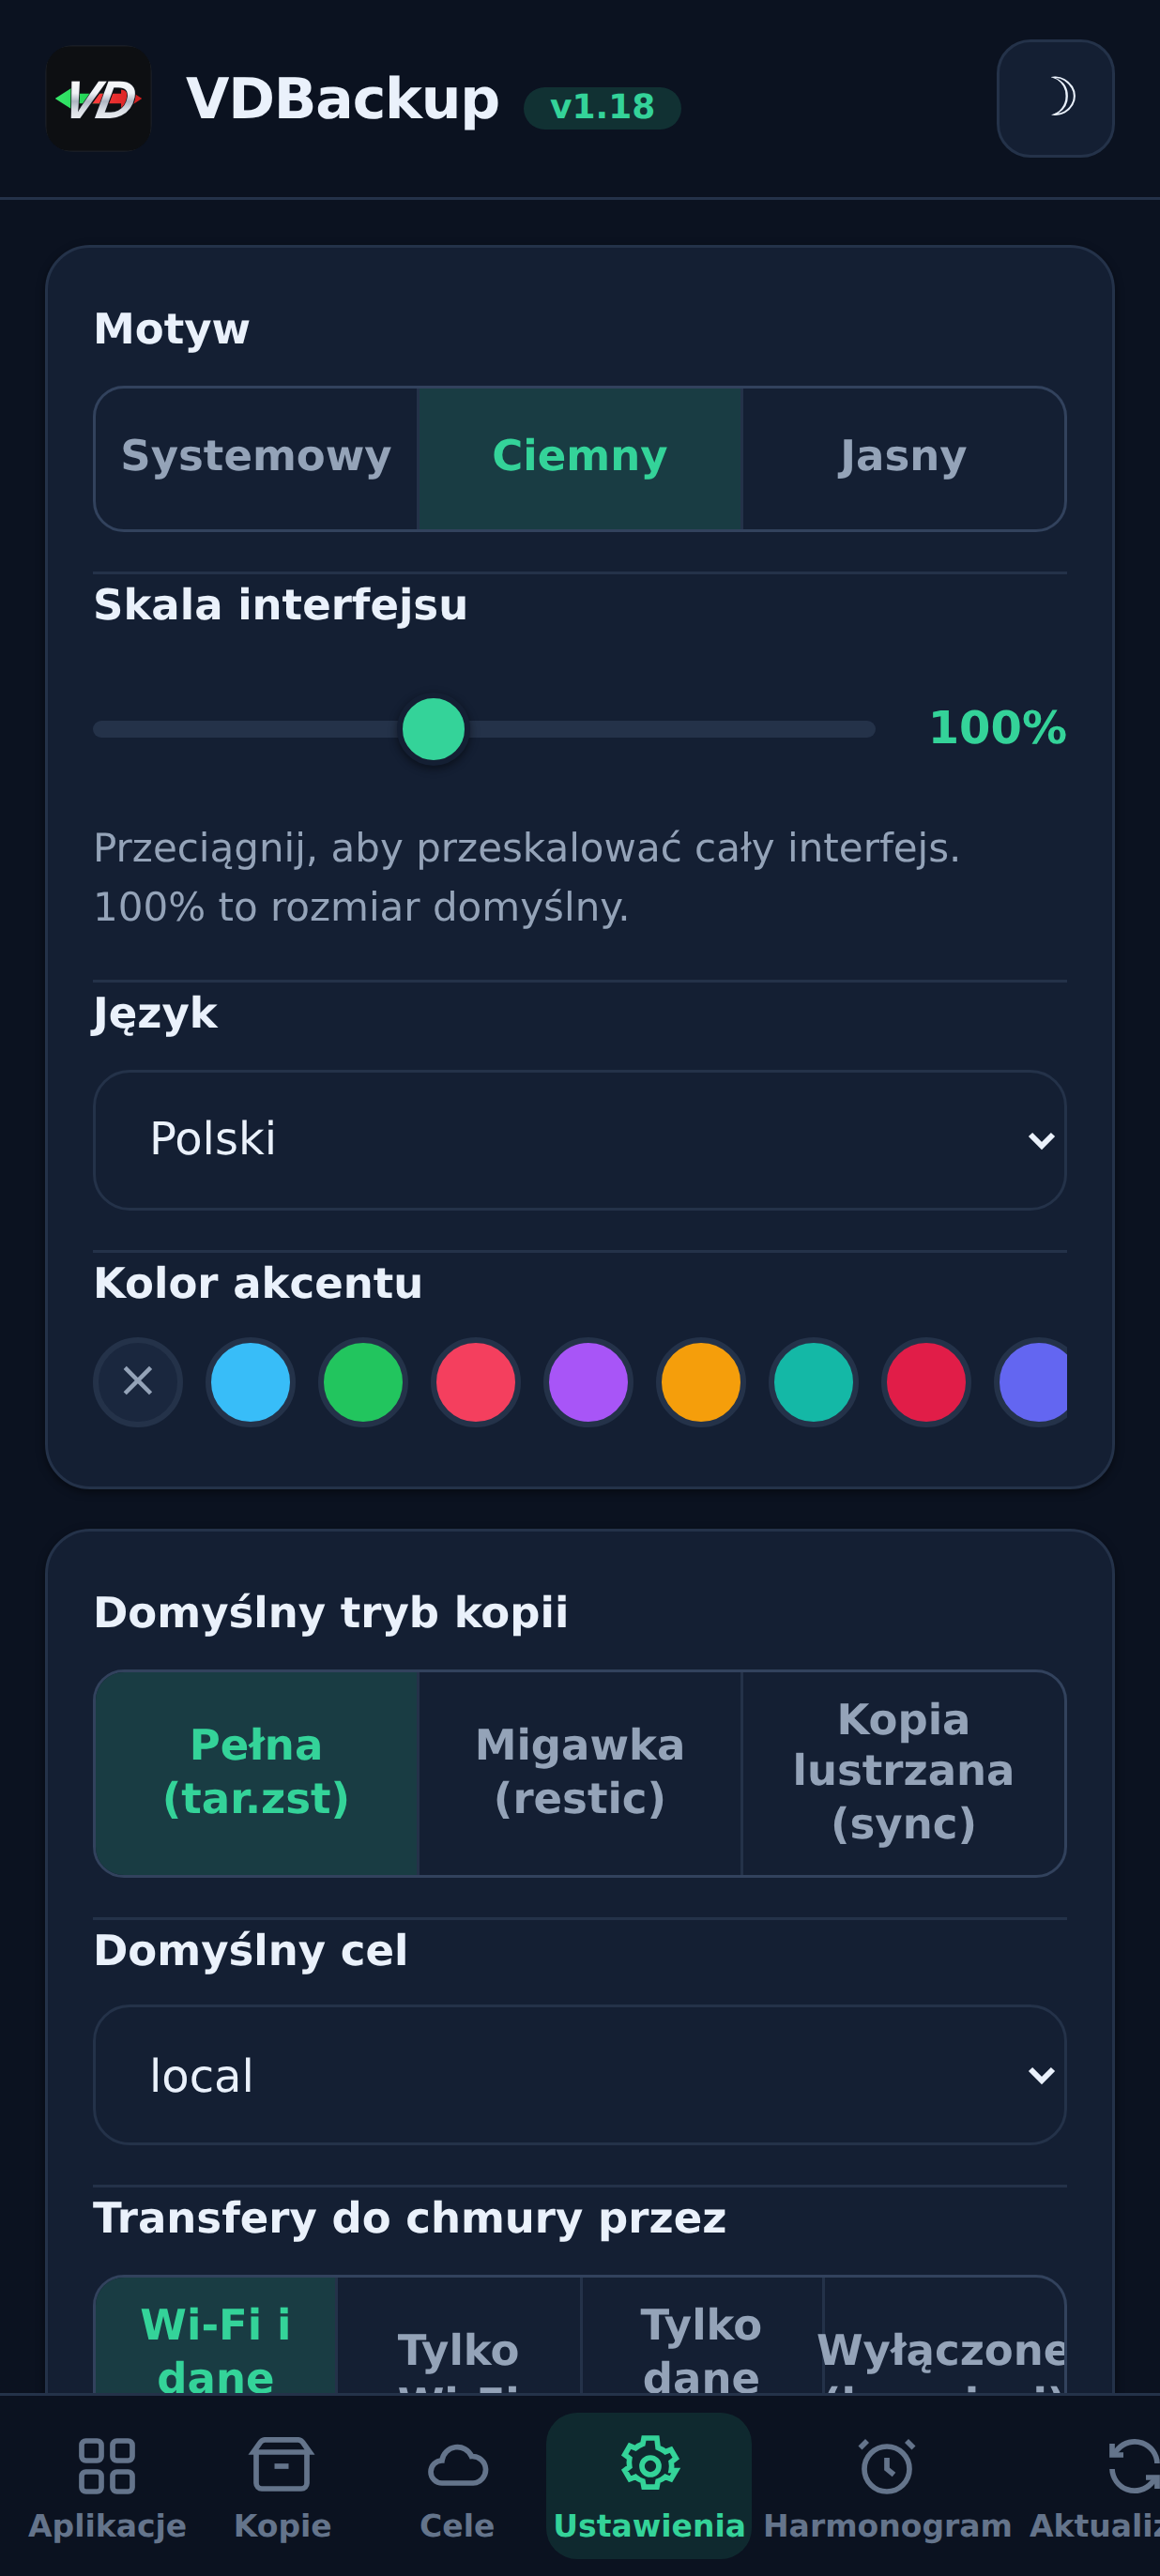 VD
VDBackup v1.18
Motyw
Systemowy Ciemny Jasny
Skala interfejsu
100%
Przeciągnij, aby przeskalować cały interfejs.
100% to rozmiar domyślny.
Język
Polski
Kolor akcentu
Domyślny tryb kopii
Pełna
(tar.zst)
Migawka
(restic)
Kopia
lustrzana
(sync)
Domyślny cel
local
Transfery do chmury przez
Wi-Fi i
dane
Tylko
Tylko
dane
Wyłączone
Aplikacje Kopie Cele Ustawienia Harmonogram